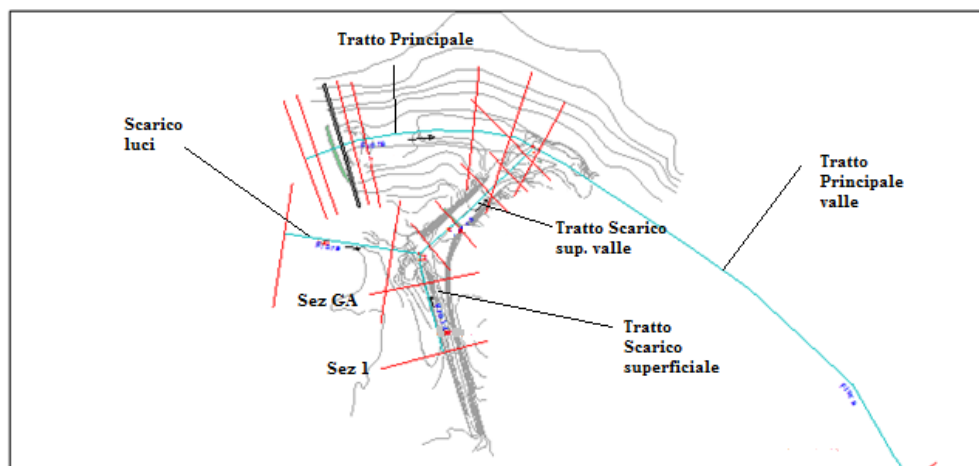 Tratto Principale
Scarico
luci
Tratto
Principale
valle
Tratto Scarico
sup. valle
Sez GA
Tratto
Scarico
superficiale
Sez 1